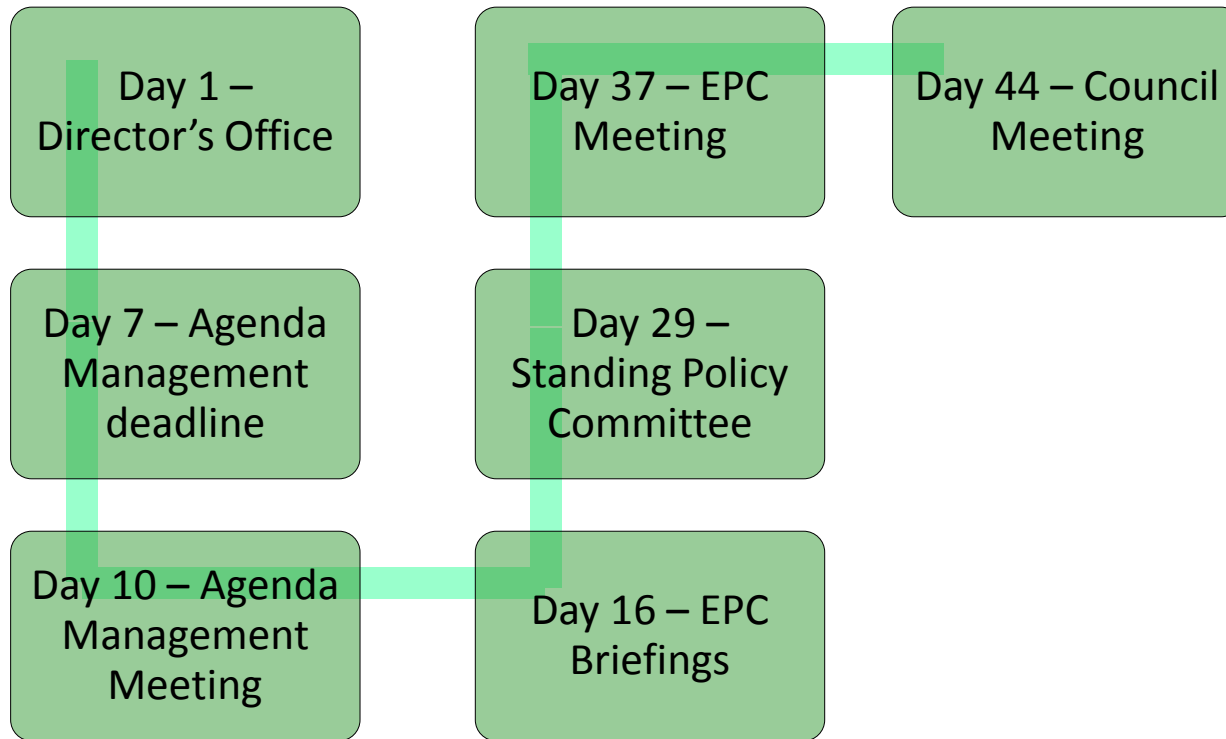 Day 1 –
Director’s Office
Day 7 – Agenda
Management
deadline
Day 10 – Agenda
Management
Meeting
Day 16 – EPC
Briefings
Day 29 –
Standing Policy
Committee
Day 37 – EPC
Meeting
Day 44 – Council
Meeting